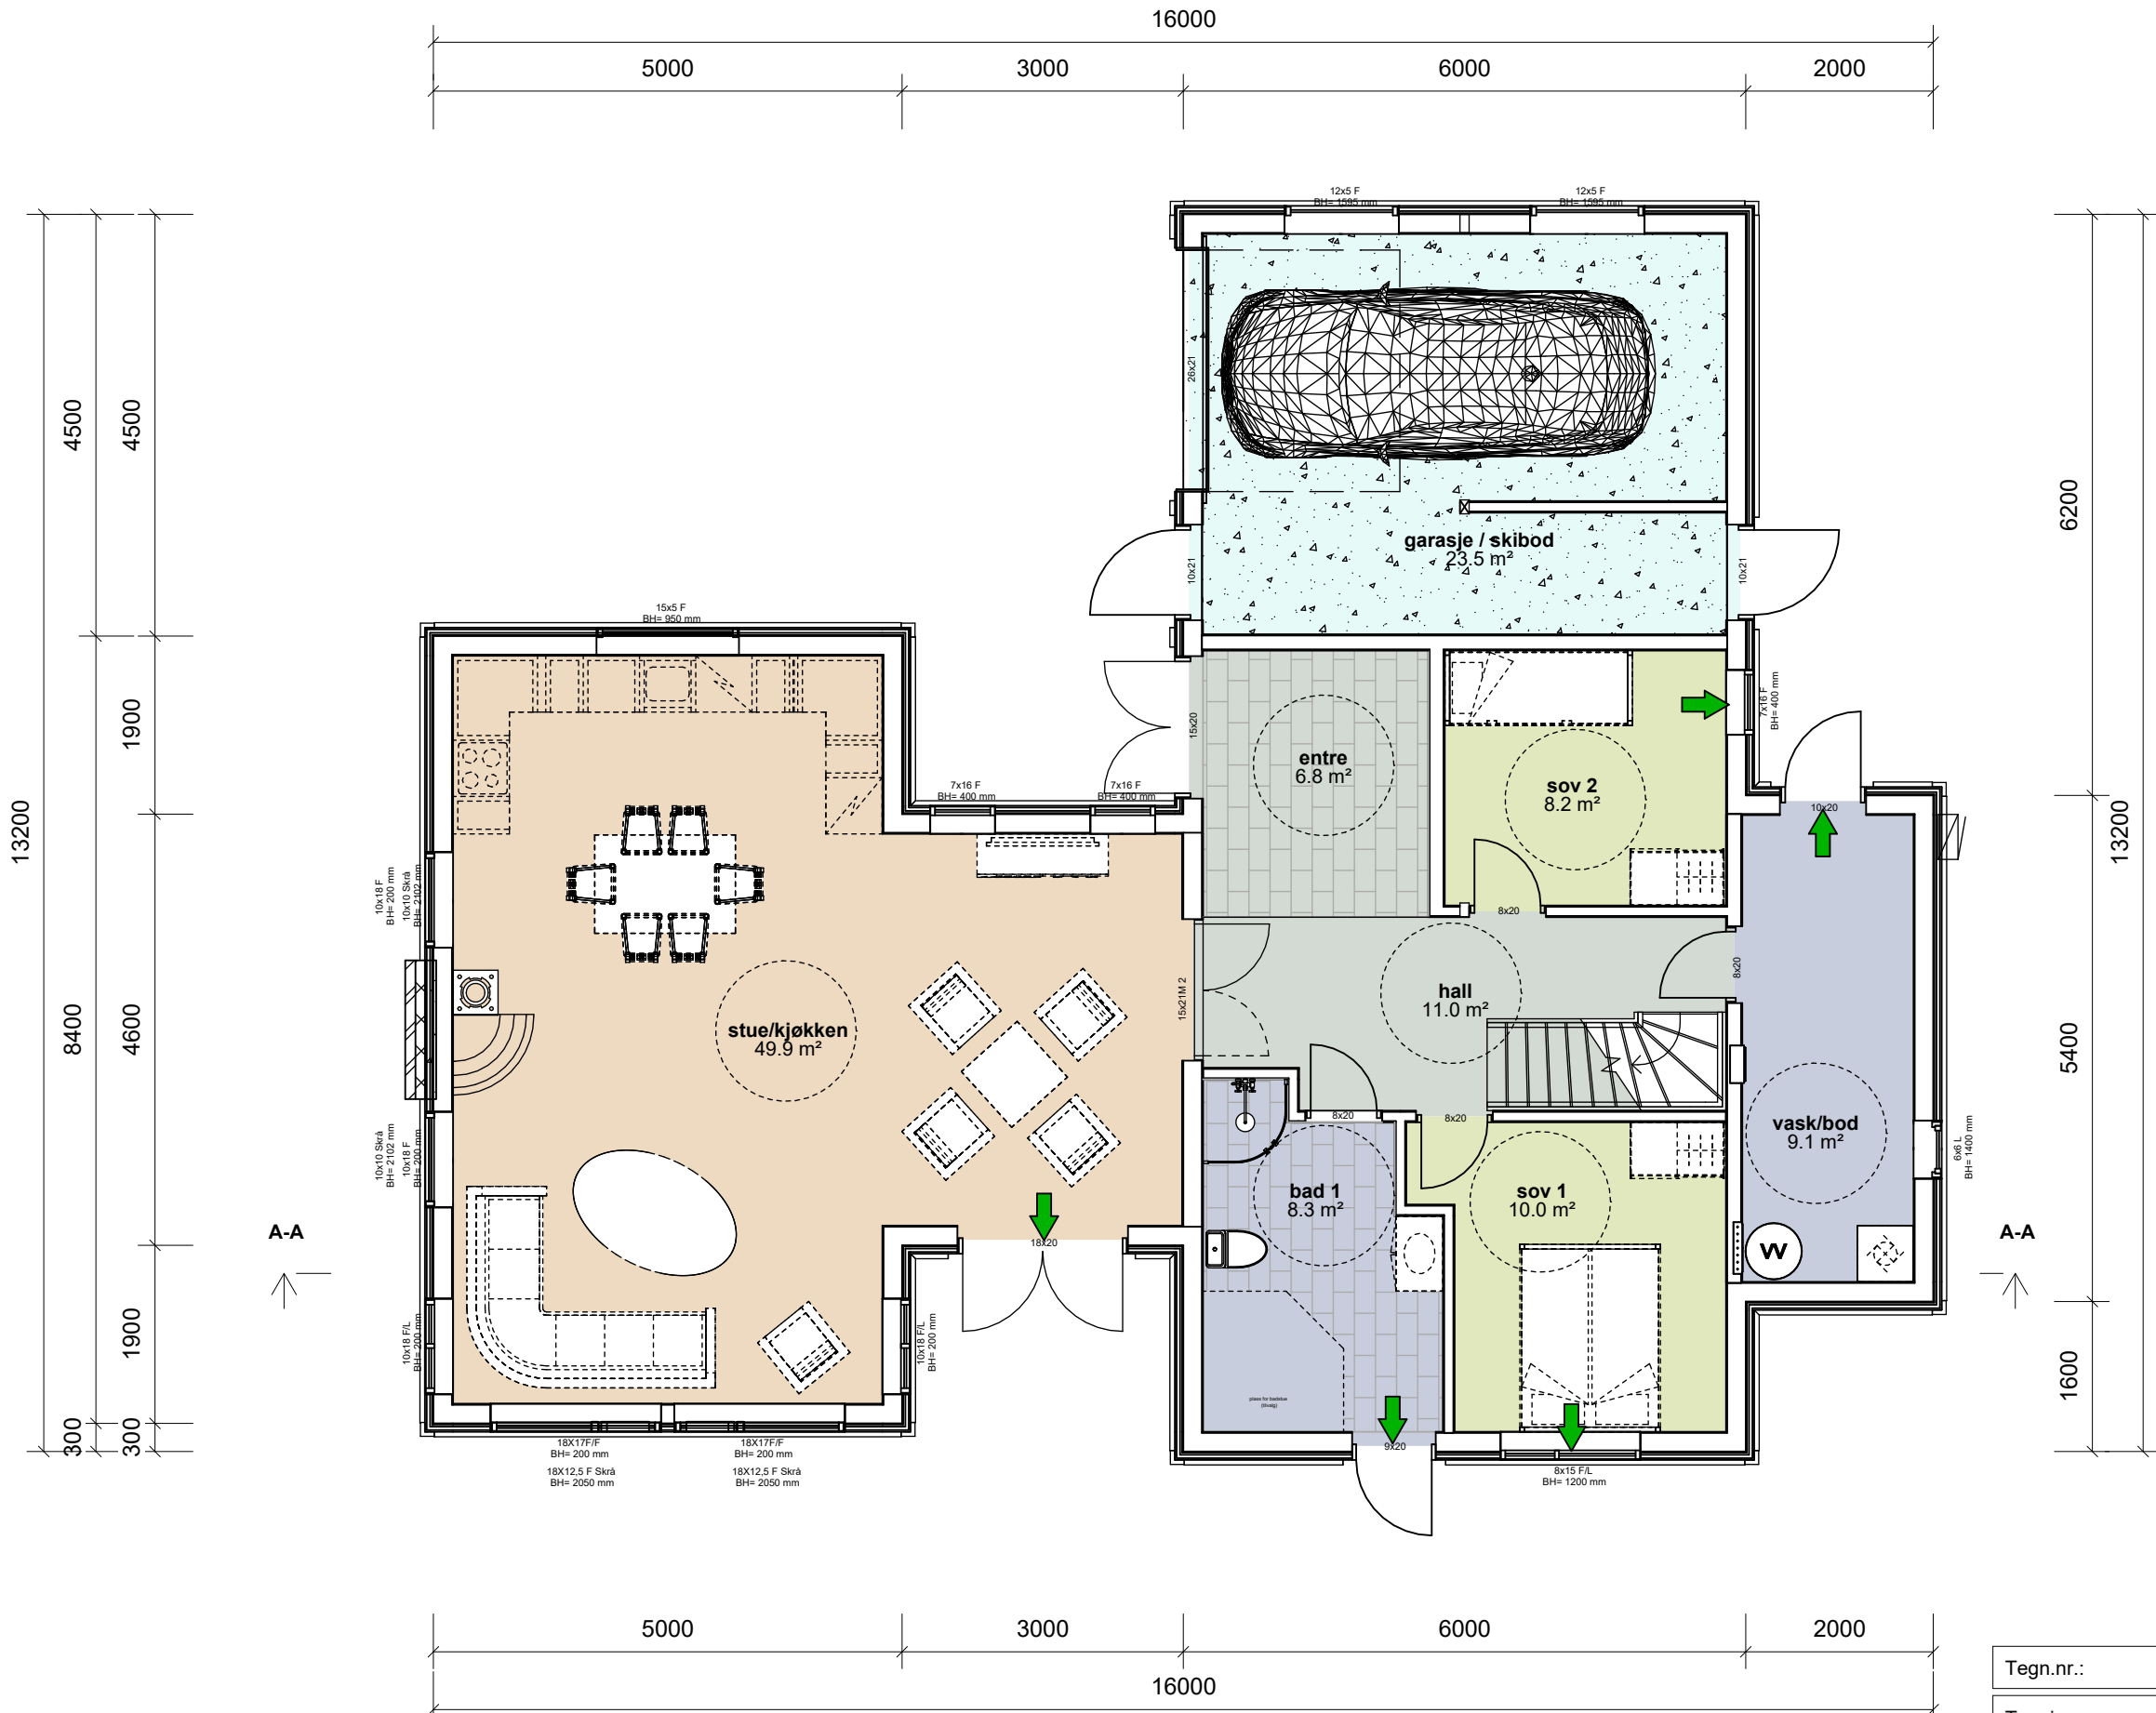 16000
5000 3000 6000 2000
12x5 F
BH= 1595 mm
12x5 F
BH= 1595 mm
4500
4500
26x21
6200
garasje / skibod
23.5 m²
10x21
10x21
15x5 F
BH= 950 mm
1900
15x20
entre
6.8 m²
sov 2
8.2 m²
7x16 F
BH= 400 mm
7x16 F
BH= 400 mm
7x16 F
BH= 400 mm
10x20
13200
13200
10x18 F
BH= 200 mm
10x10 Skrå
BH= 2102 mm
8x20
8x20
15x21M 2
hall
11.0 m²
stue/kjøkken
49.9 m²
8400
4600
5400
8x20
8x20
vask/bod
9.1 m²
10x10 Skrå
BH= 2102 mm
10x18 F
BH= 200 mm
6x6 L
BH= 1400 mm
bad 1
8.3 m²
sov 1
10.0 m²
A-A
A-A
18x20
W
1900
10x18 F/L
BH= 200 mm
10x18 F/L
BH= 200 mm
1600
plass for badstue
(tilvalg)
300
300
18X17F/F
BH= 200 mm
18X17F/F
BH= 200 mm
9x20
18X12,5 F Skrå
BH= 2050 mm
18X12,5 F Skrå
BH= 2050 mm
8x15 F/L
BH= 1200 mm
5000 3000 6000 2000
16000
Tegn.nr.: